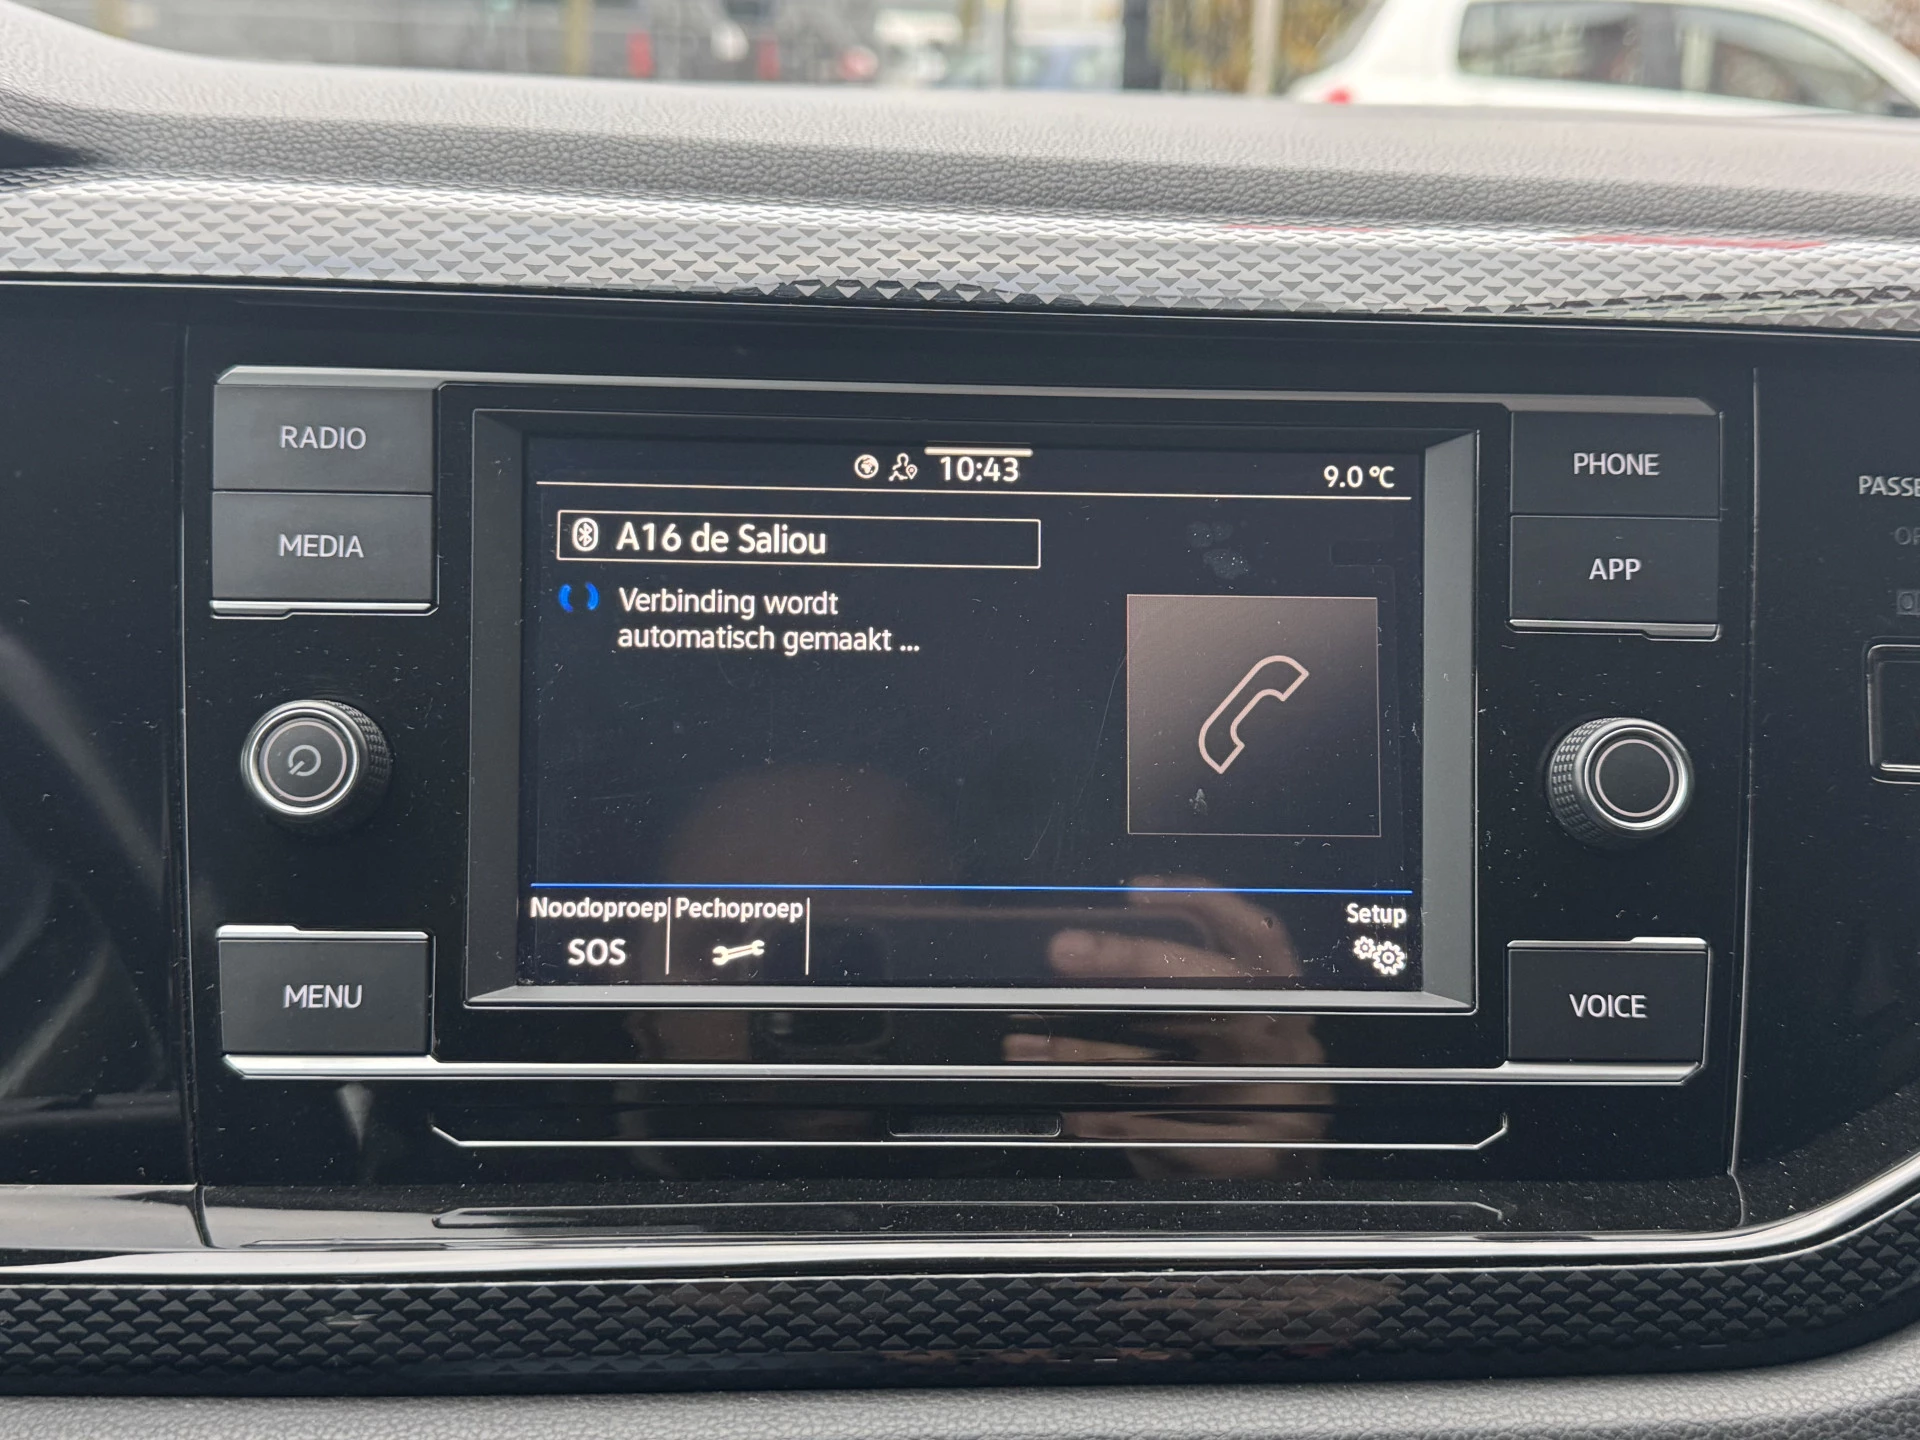 RADIO
MEDIA
MENU
10:43
9.0 °C
A16 de Saliou
Verbinding wordt
automatisch gemaakt ...
Noodoproep
SOS
Pechoproep
Setup
PHONE
APP
VOICE